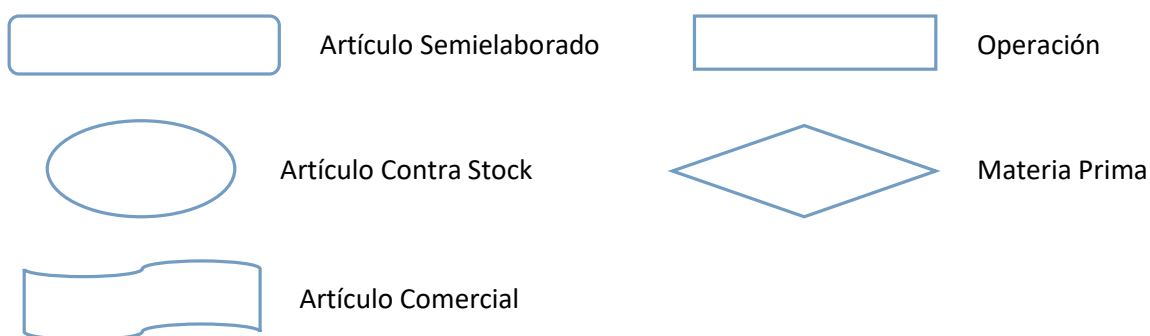 Artículo Semielaborado
Operación
Artículo Contra Stock
Materia Prima
Artículo Comercial